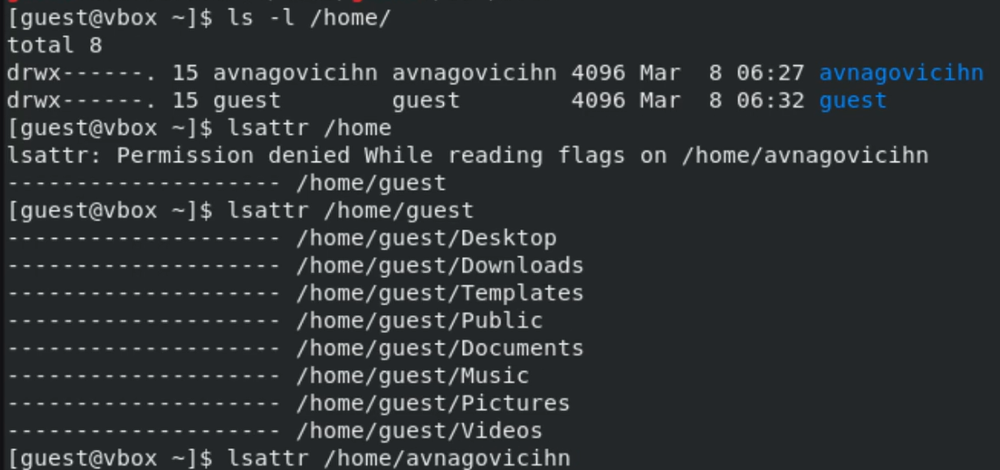 [guest@vbox ~]$ ls -l /home/
total 8
drwx------. 15 avnagovicihn avnagovicihn 4096 Mar  8 06:27 avnagovicihn
drwx------. 15 guest        guest        4096 Mar  8 06:32 guest
[guest@vbox ~]$ lsattr /home
lsattr: Permission denied While reading flags on /home/avnagovicihn
-------------------- /home/guest
[guest@vbox ~]$ lsattr /home/guest
-------------------- /home/guest/Desktop
-------------------- /home/guest/Downloads
-------------------- /home/guest/Templates
-------------------- /home/guest/Public
-------------------- /home/guest/Documents
-------------------- /home/guest/Music
-------------------- /home/guest/Pictures
-------------------- /home/guest/Videos
[guest@vbox ~]$ lsattr /home/avnagovicihn